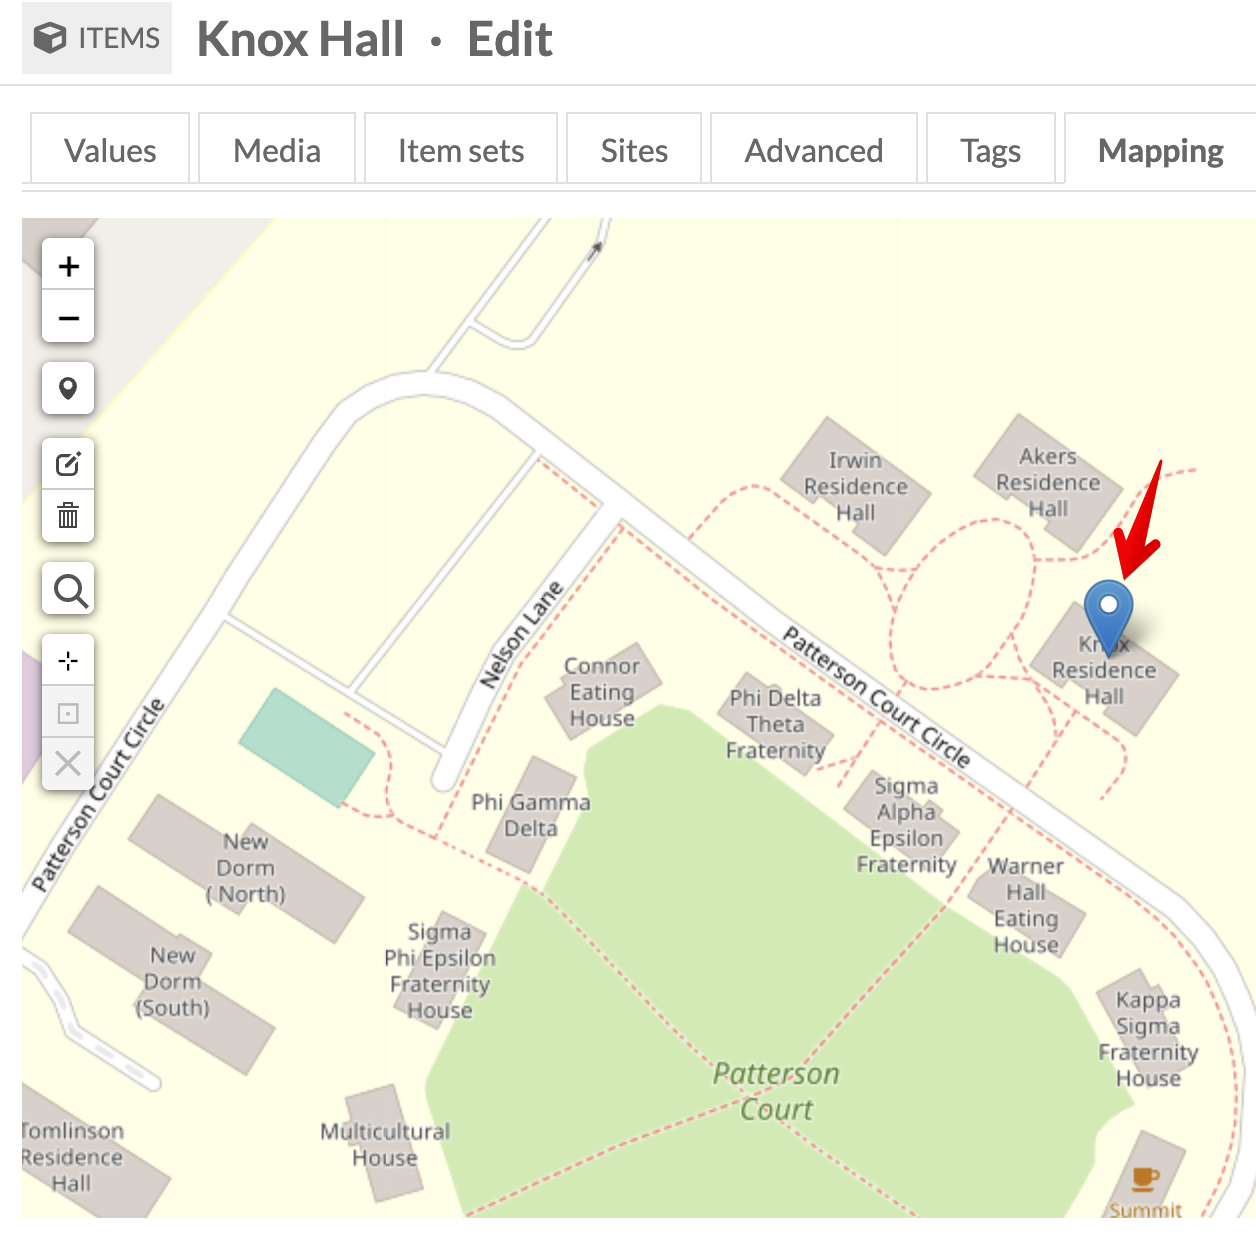 ITEMS Knox Hall · Edit
Values Media Item sets Sites Advanced Tags Mapping
+
−
Irwin
Residence
Hall
Akers
Residence
Hall
Knox
Residence
Hall
Nelson Lane
Patterson Court Circle
Patterson Court Circle
Connor
Eating
House
Phi Delta
Theta
Fraternity
Phi Gamma
Delta
Sigma
Alpha
Epsilon
Fraternity
New
Dorm
( North)
Warner
Hall
Eating
House
New
Dorm
(South)
Sigma
Phi Epsilon
Fraternity
House
Kappa
Sigma
Fraternity
House
Patterson
Court
Tomlinson
Residence
Hall
Multicultural
House
Summit